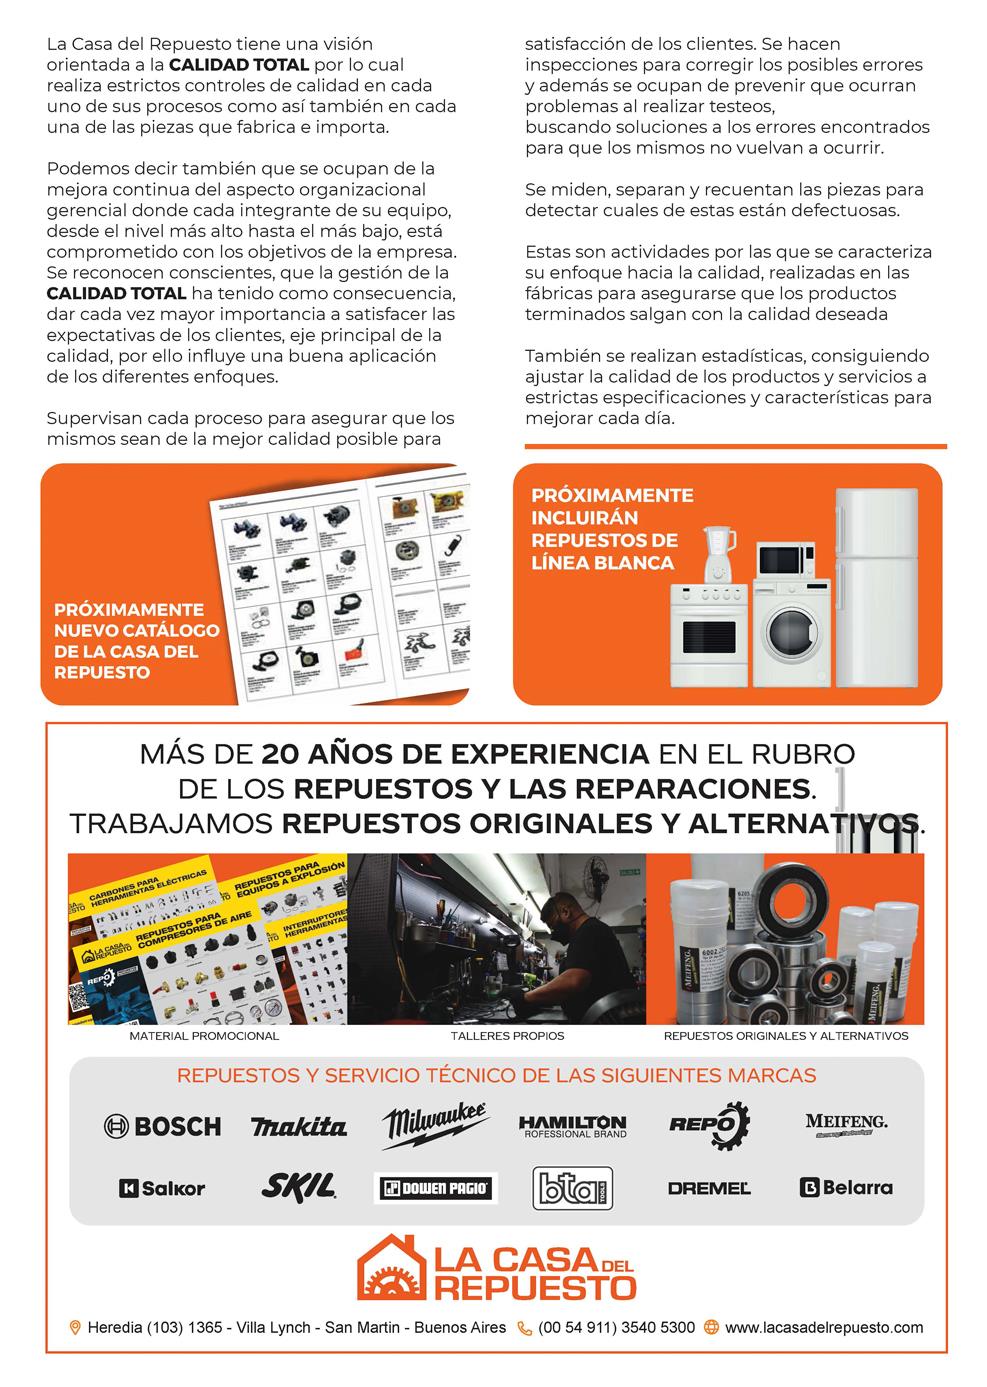 La Casa del Repuesto tiene una visión
orientada a la CALIDAD TOTAL por lo cual
realiza estrictos controles de calidad en cada
uno de sus procesos como así también en cada
una de las piezas que fabrica e importa.
Podemos decir también que se ocupan de la
mejora continua del aspecto organizacional
gerencial donde cada integrante de su equipo,
desde el nivel más alto hasta el más bajo, está
comprometido con los objetivos de la empresa.
Se reconocen conscientes, que la gestión de la
CALIDAD TOTAL ha tenido como consecuencia,
dar cada vez mayor importancia a satisfacer las
expectativas de los clientes, eje principal de la
calidad, por ello influye una buena aplicación
de los diferentes enfoques.
Supervisan cada proceso para asegurar que los
mismos sean de la mejor calidad posible para
satisfacción de los clientes. Se hacen
inspecciones para corregir los posibles errores
y además se ocupan de prevenir que ocurran
problemas al realizar testeos,
buscando soluciones a los errores encontrados
para que los mismos no vuelvan a ocurrir.
Se miden, separan y recuentan las piezas para
detectar cuales de estas están defectuosas.
Estas son actividades por las que se caracteriza
su enfoque hacia la calidad, realizadas en las
fábricas para asegurarse que los productos
terminados salgan con la calidad deseada
También se realizan estadísticas, consiguiendo
ajustar la calidad de los productos y servicios a
estrictas especificaciones y características para
mejorar cada día.
PRÓXIMAMENTE
NUEVO CATÁLOGO
DE LA CASA DEL
REPUESTO
PRÓXIMAMENTE
INCLUIRÁN
REPUESTOS DE
LÍNEA BLANCA
MÁS DE 20 AÑOS DE EXPERIENCIA EN EL RUBRO
DE LOS REPUESTOS Y LAS REPARACIONES.
TRABAJAMOS REPUESTOS ORIGINALES Y ALTERNATIVOS.
CARBONES PARA
HERRAMIENTAS ELÉCTRICAS
REPUESTOS PARA
EQUIPOS A EXPLOSIÓN
REPUESTOS PARA
COMPRESORES DE AIRE
INTERRUPTORES
HERRAMIENTAS
LA CASA
REPUESTO
REPO
MEIFENG
6002
6205
MEIFENG
MATERIAL PROMOCIONAL
TALLERES PROPIOS
REPUESTOS ORIGINALES Y ALTERNATIVOS
REPUESTOS Y SERVICIO TÉCNICO DE LAS SIGUIENTES MARCAS
BOSCH
makita
Milwaukee
HAMILTON
ROFESSIONAL BRAND
REPO
MEIFENG.
Salkor
SKIL
DOWEN PAGIO
bta
TOOLS
DREMEL
Belarra
LA CASA DEL
REPUESTO
Heredia (103) 1365 - Villa Lynch - San Martin - Buenos Aires (00 54 911) 3540 5300 www.lacasadelrepuesto.com